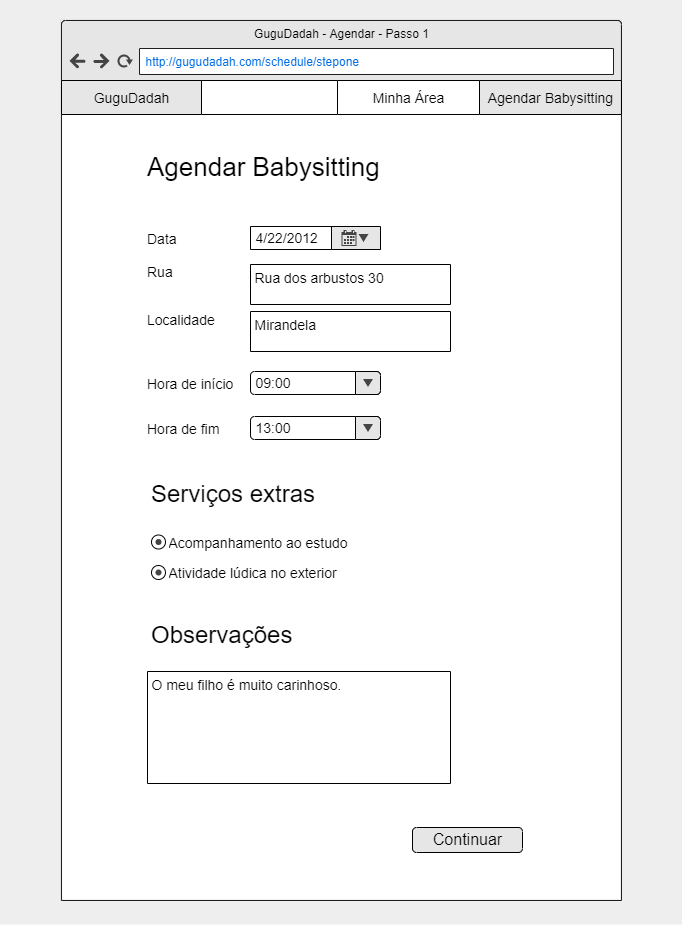 GuguDadah - Agendar - Passo 1
http://gugudadah.com/schedule/stepone
GuguDadah Minha Área Agendar Babysitting
Agendar Babysitting
Data 4/22/2012
Rua Rua dos arbustos 30
Localidade Mirandela
Hora de início 09:00
Hora de fim 13:00
Serviços extras
Acompanhamento ao estudo
Atividade lúdica no exterior
Observações
O meu filho é muito carinhoso.
Continuar